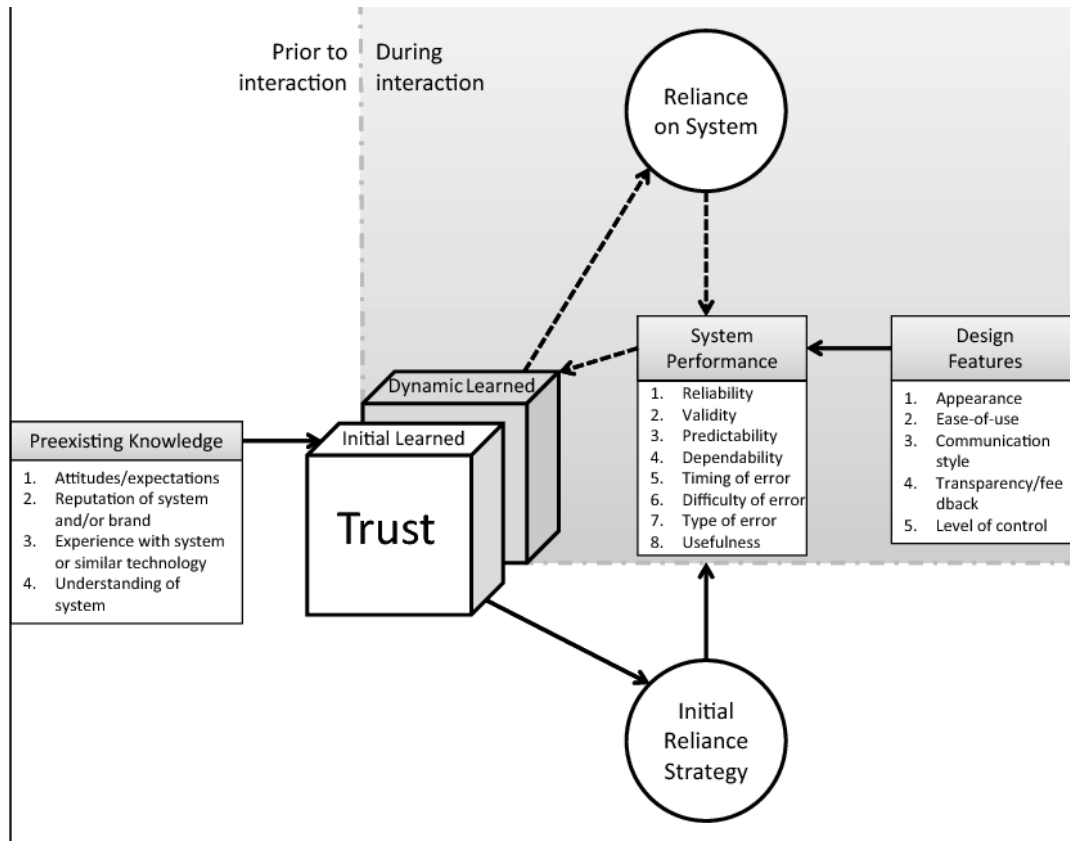 Prior to
interaction
During
interaction
Reliance
on System
System
Performance
1. Reliability
2. Validity
3. Predictability
4. Dependability
5. Timing of error
6. Difficulty of error
7. Type of error
8. Usefulness
Design
Features
1. Appearance
2. Ease-of-use
3. Communication
style
4. Transparency/fee
dback
5. Level of control
Dynamic Learned
Initial Learned
Trust
Preexisting Knowledge
1. Attitudes/expectations
2. Reputation of system
and/or brand
3. Experience with system
or similar technology
4. Understanding of
system
Initial
Reliance
Strategy